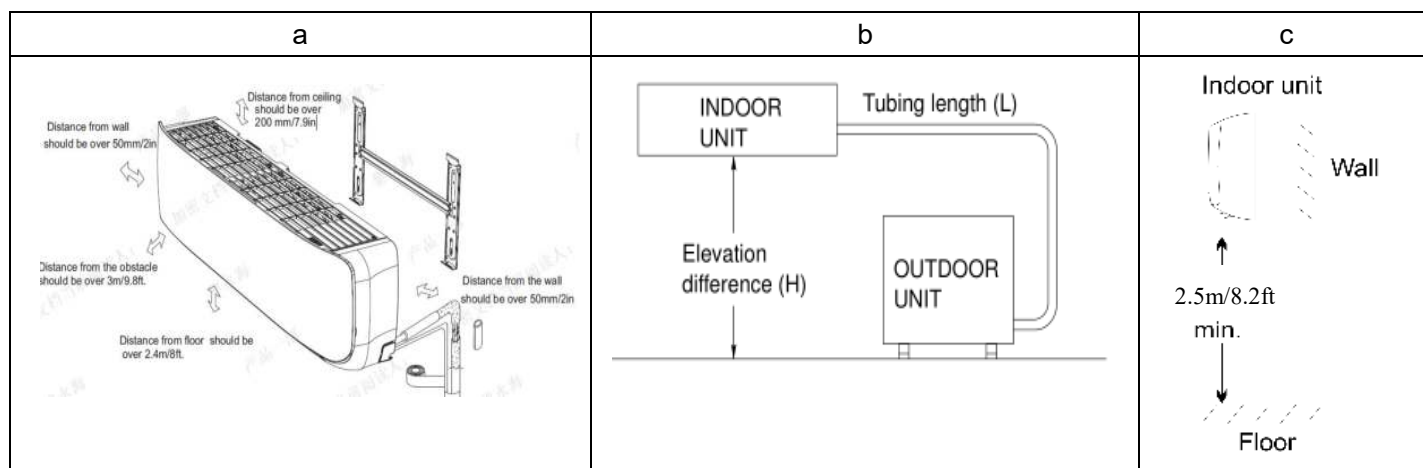 a
b
c
Distance from ceiling
should be over
200 mm/7.9in
Distance from wall
should be over 50mm/2in
Distance from the obstacle
should be over 3m/9.8ft.
Distance from floor should be
over 2.4m/8ft.
Distance from the wall
should be over 50mm/2in
INDOOR
UNIT
Tubing length (L)
Elevation
difference (H)
OUTDOOR
UNIT
Indoor unit
Wall
2.5m/8.2ft
min.
Floor